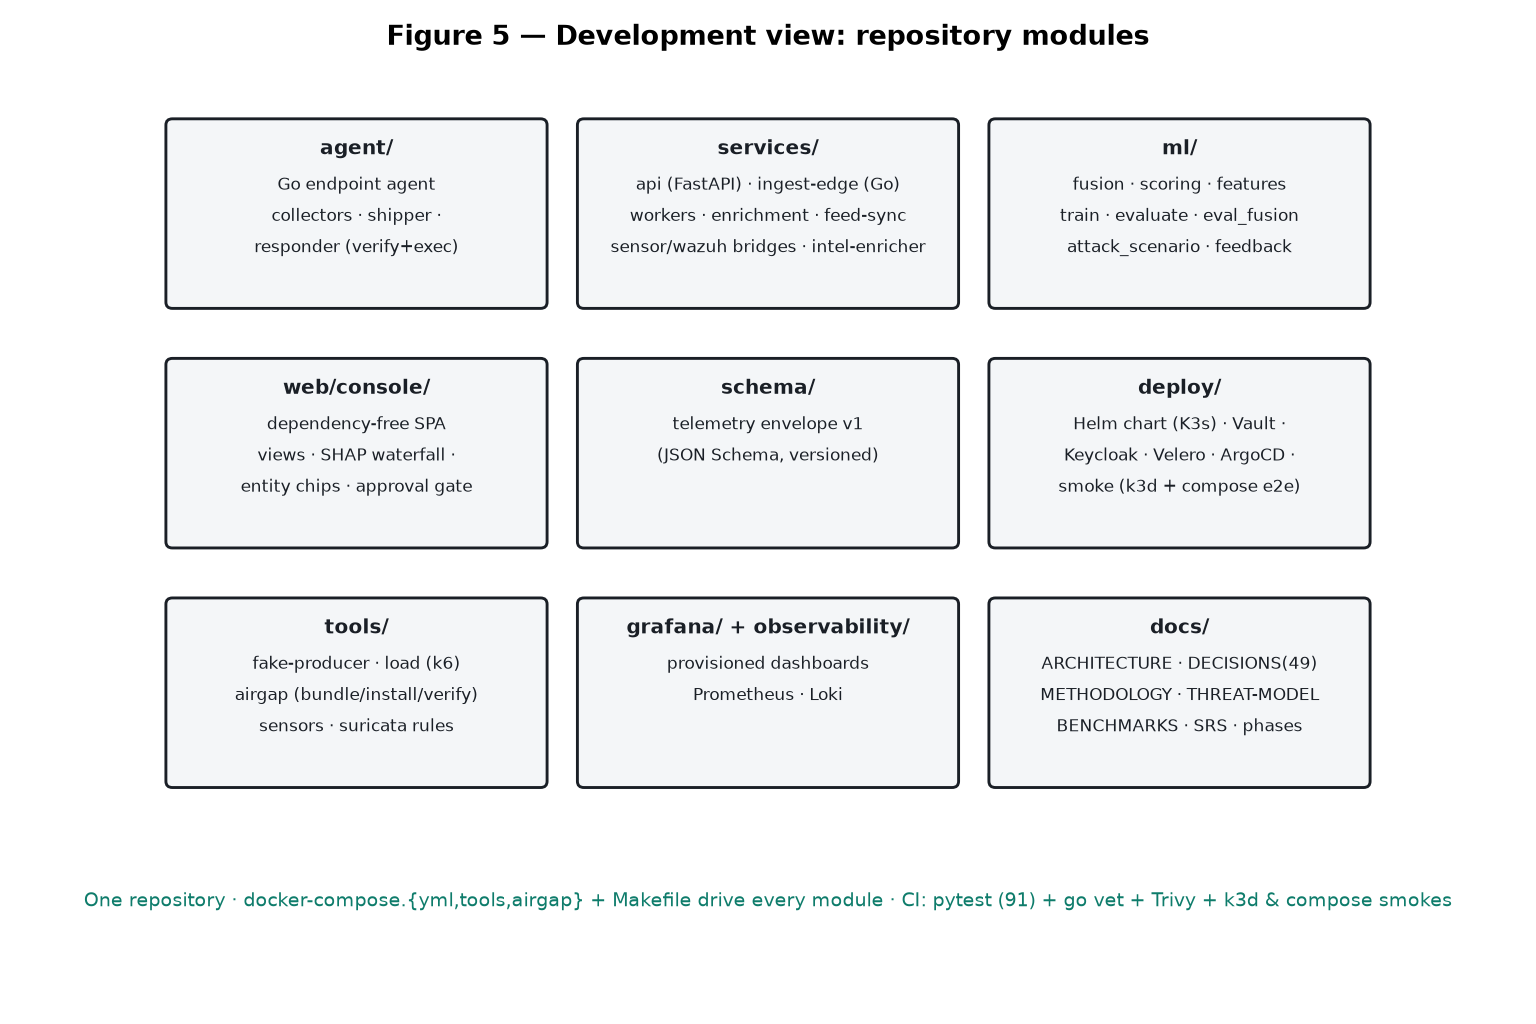 Figure 5 — Development view: repository modules
agent/
Go endpoint agent
collectors · shipper ·
responder (verify+exec)
services/
api (FastAPI) · ingest-edge (Go)
workers · enrichment · feed-sync
sensor/wazuh bridges · intel-enricher
ml/
fusion · scoring · features
train · evaluate · eval_fusion
attack_scenario · feedback
web/console/
dependency-free SPA
views · SHAP waterfall ·
entity chips · approval gate
schema/
telemetry envelope v1
(JSON Schema, versioned)
deploy/
Helm chart (K3s) · Vault ·
Keycloak · Velero · ArgoCD ·
smoke (k3d + compose e2e)
tools/
fake-producer · load (k6)
airgap (bundle/install/verify)
sensors · suricata rules
grafana/ + observability/
provisioned dashboards
Prometheus · Loki
docs/
ARCHITECTURE · DECISIONS(49)
METHODOLOGY · THREAT-MODEL
BENCHMARKS · SRS · phases
One repository · docker-compose.{yml,tools,airgap} + Makefile drive every module · CI: pytest (91) + go vet + Trivy + k3d & compose smokes